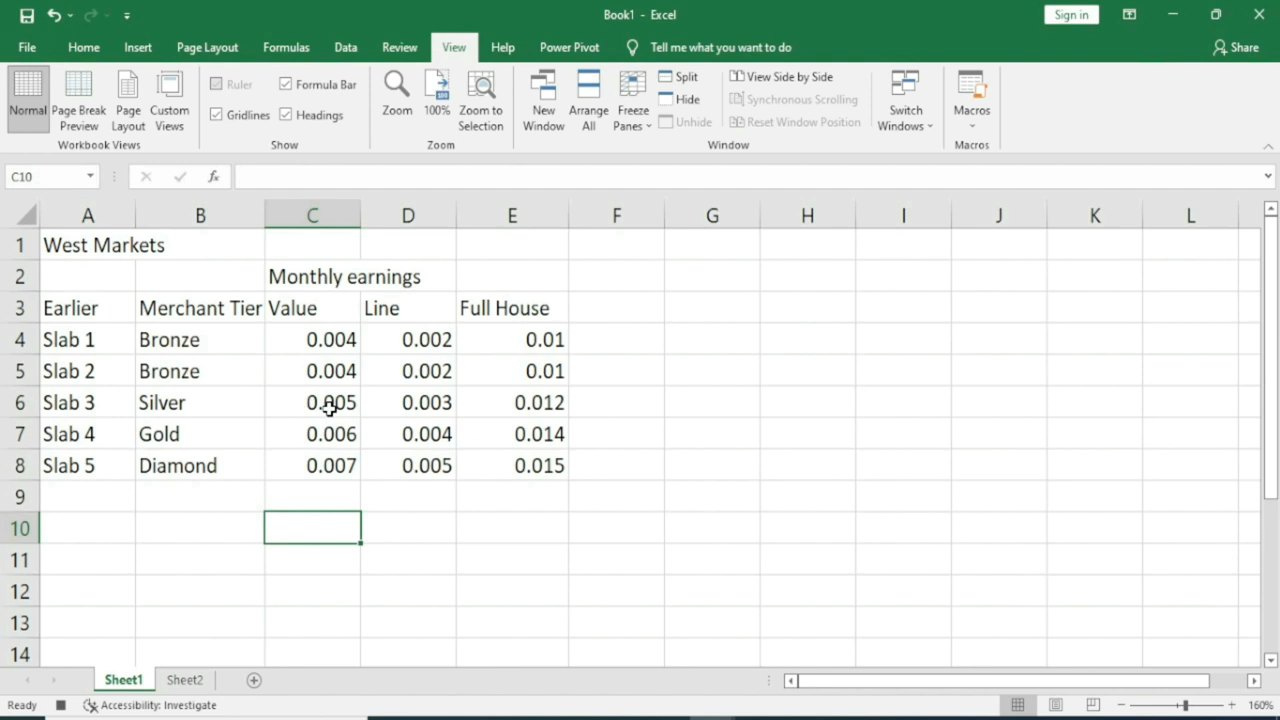 Book1 - Excel
Sign in
File Home Insert Page Layout Formulas Data Review View Help Power Pivot Tell me what you want to do Share
Normal
Page Break Preview
Page Layout
Custom Views
Workbook Views
Ruler
Formula Bar
Gridlines
Headings
Show
Zoom
100%
Zoom to Selection
Zoom
New Window
Arrange All
Freeze Panes
Split
Hide
Unhide
View Side by Side
Synchronous Scrolling
Reset Window Position
Window
Switch Windows
Macros
Macros
C10
fx
A B C D E F G H I J K L
1 West Markets
2 Monthly earnings
3 Earlier Merchant Tier Value Line Full House
4 Slab 1 Bronze 0.004 0.002 0.01
5 Slab 2 Bronze 0.004 0.002 0.01
6 Slab 3 Silver 0.005 0.003 0.012
7 Slab 4 Gold 0.006 0.004 0.014
8 Slab 5 Diamond 0.007 0.005 0.015
9
10
11
12
13
14
Sheet1 Sheet2
Ready Accessibility: Investigate 160%